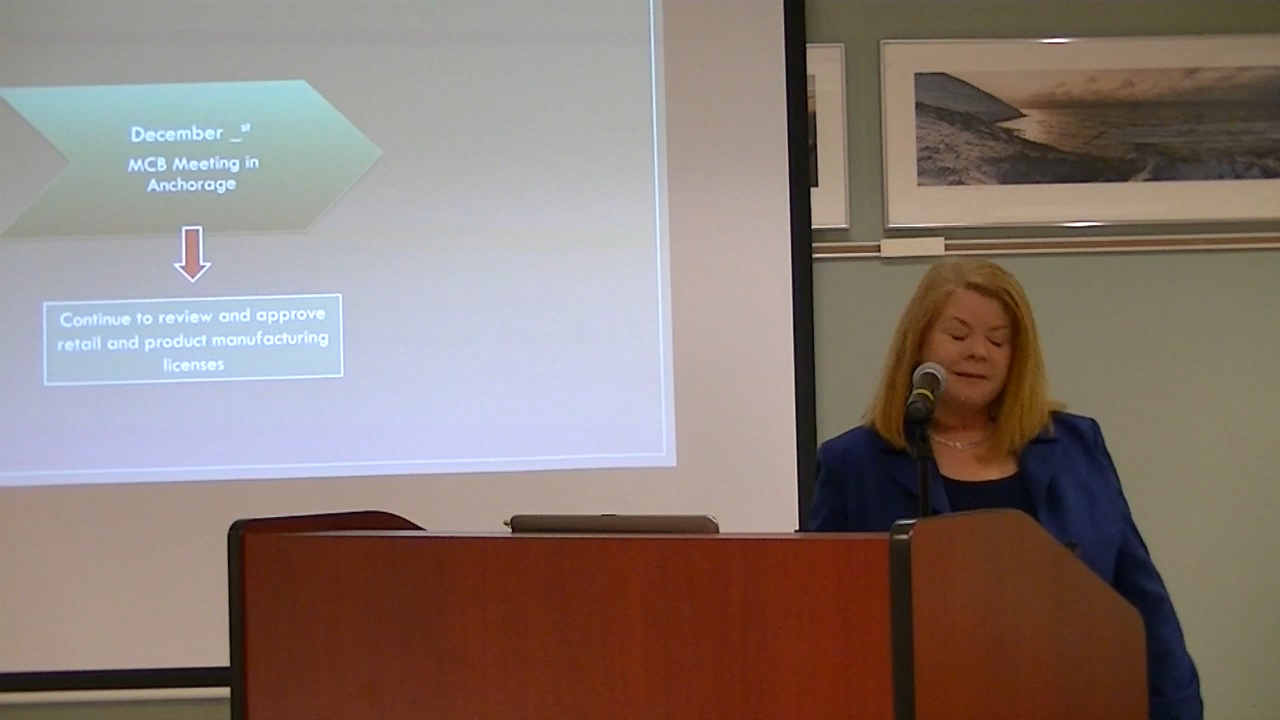 December _st
MCB Meeting in
Anchorage
Continue to review and approve
retail and product manufacturing
licenses